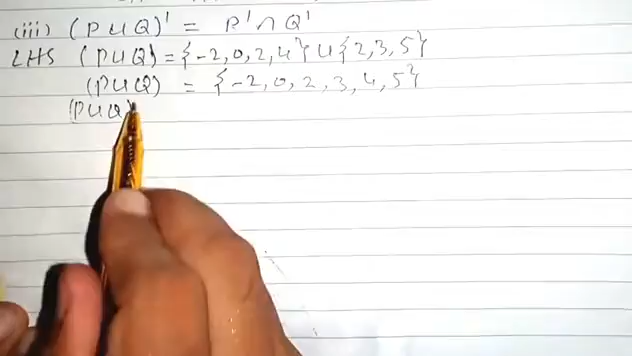 (iii) (P∪Q)' = P'∩Q'
LHS (P∪Q) = {-2, 0, 2, 4} ∪ {2, 3, 5}
(P∪Q) = {-2, 0, 2, 3, 4, 5}
(P∪Q)